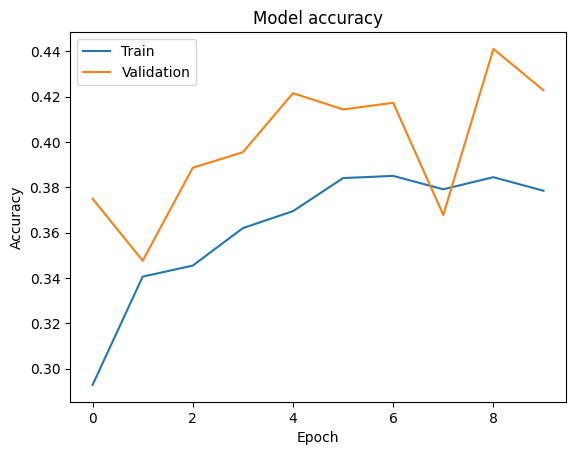 Model accuracy
Train
Validation
Accuracy
0.44
0.42
0.40
0.38
0.36
0.34
0.32
0.30
0 2 4 6 8
Epoch